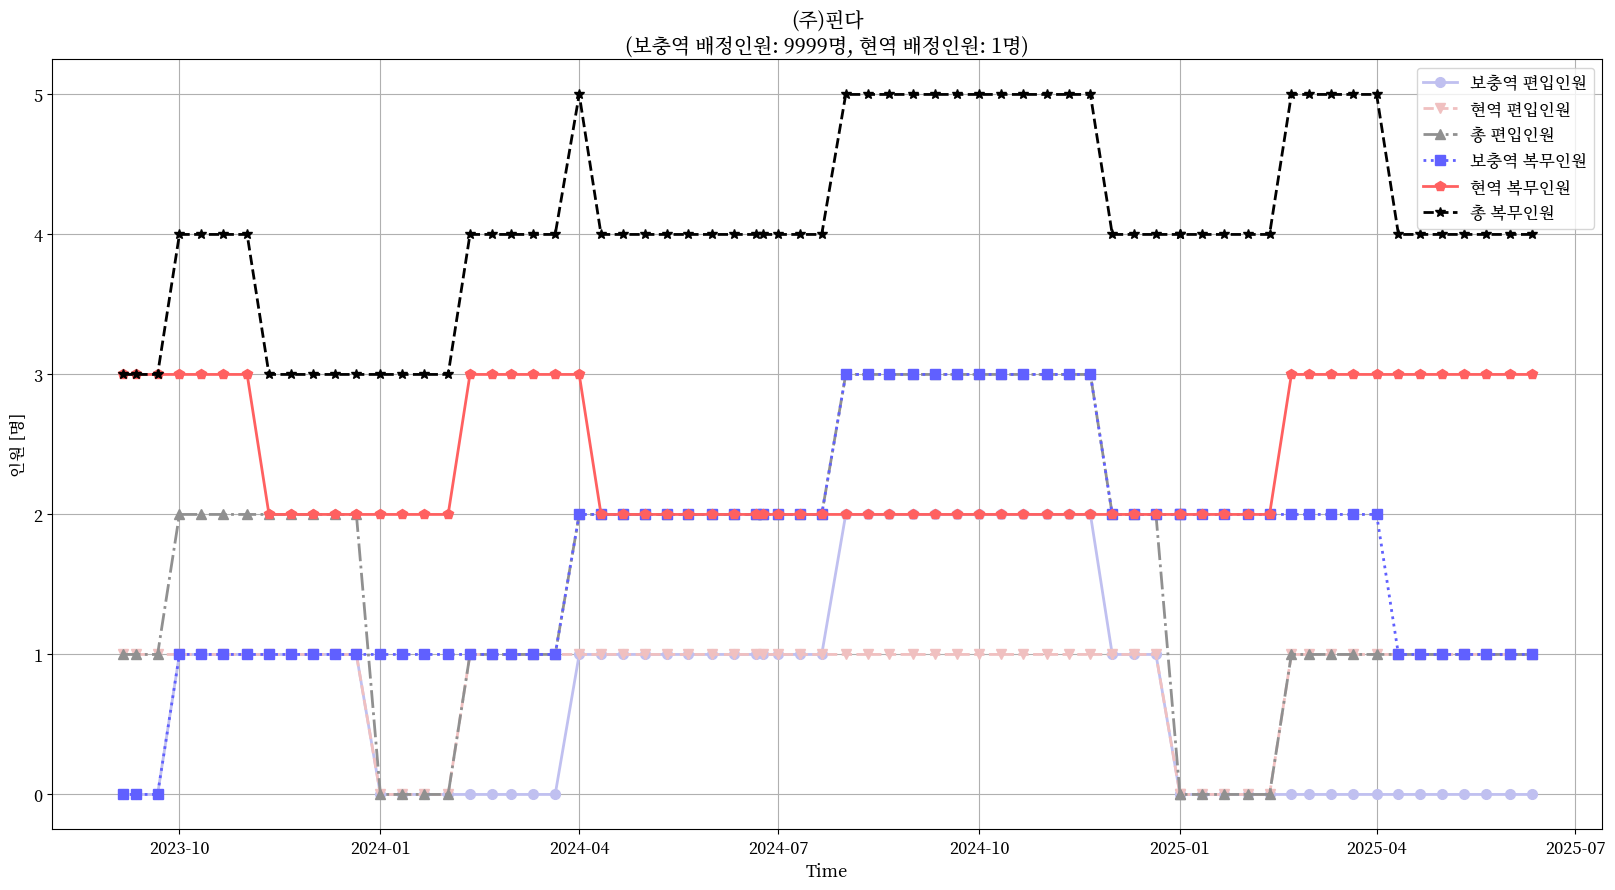 (주)핀다
(보충역 배정인원: 9999명, 현역 배정인원: 1명)
보충역 편입인원
현역 편입인원
총 편입인원
보충역 복무인원
현역 복무인원
총 복무인원
인원 [명]
5
4
3
2
1
0
2023-10
2024-01
2024-04
2024-07
2024-10
2025-01
2025-04
2025-07
Time